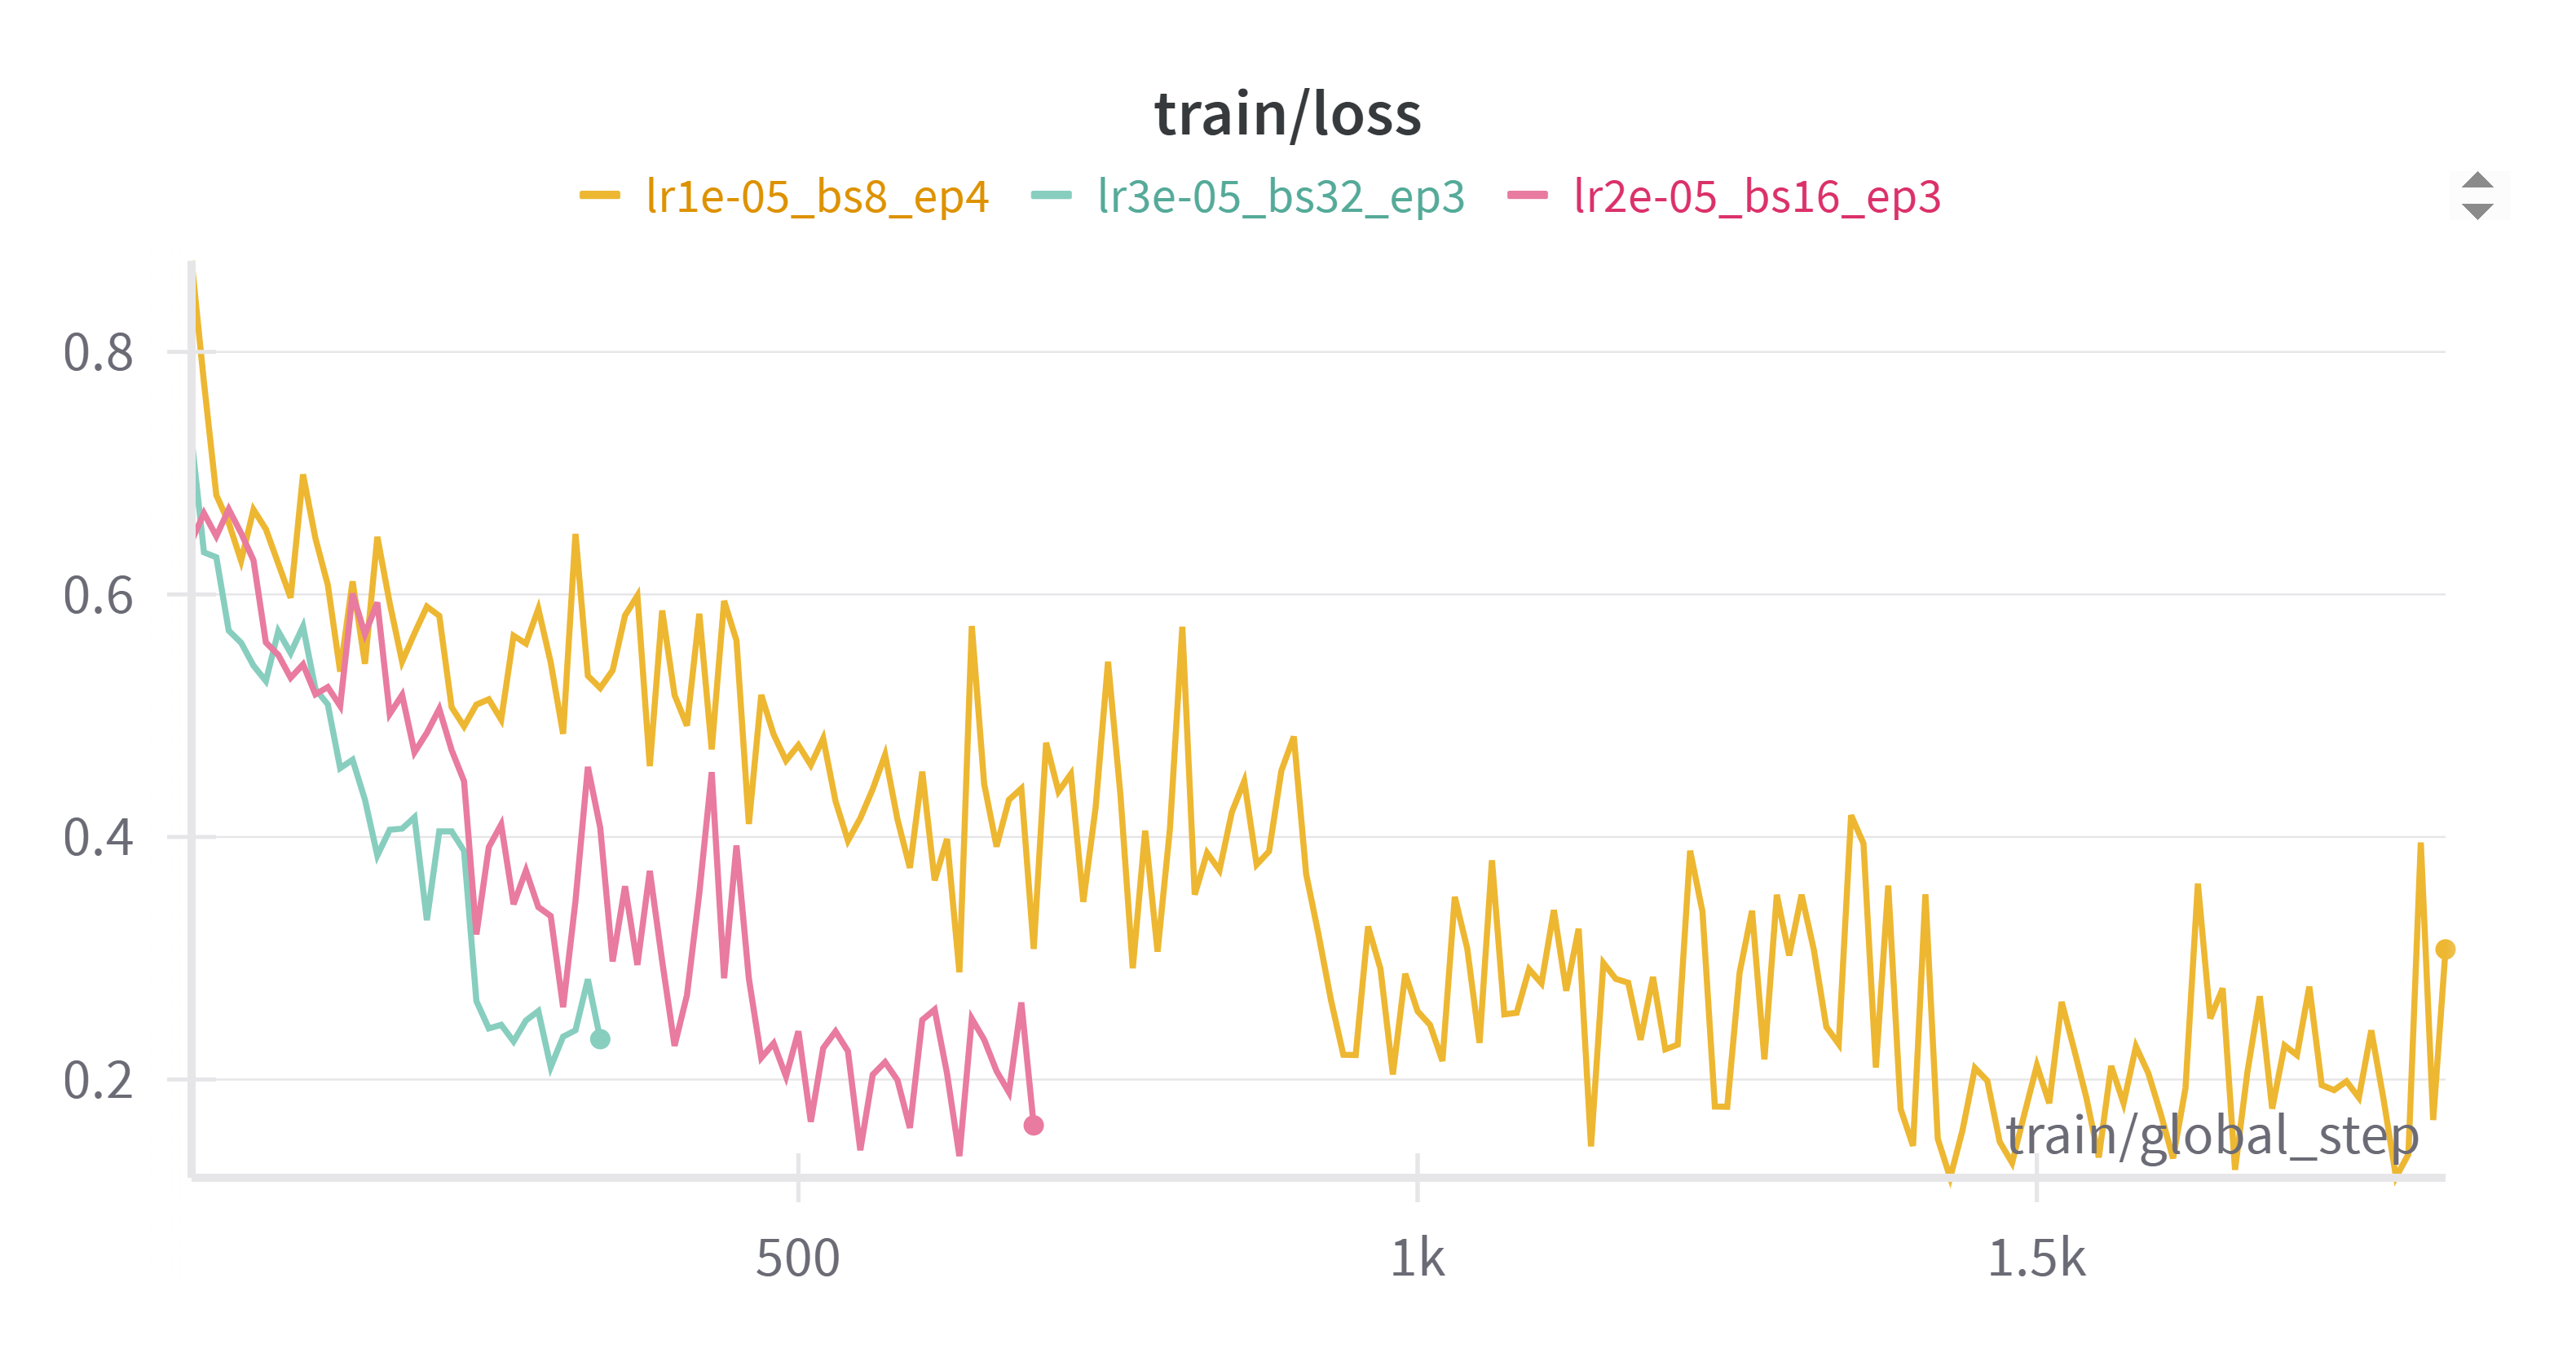 train/loss
lr1e-05_bs8_ep4 lr3e-05_bs32_ep3 lr2e-05_bs16_ep3
0.8
0.6
0.4
0.2
train/global_step
500 1k 1.5k